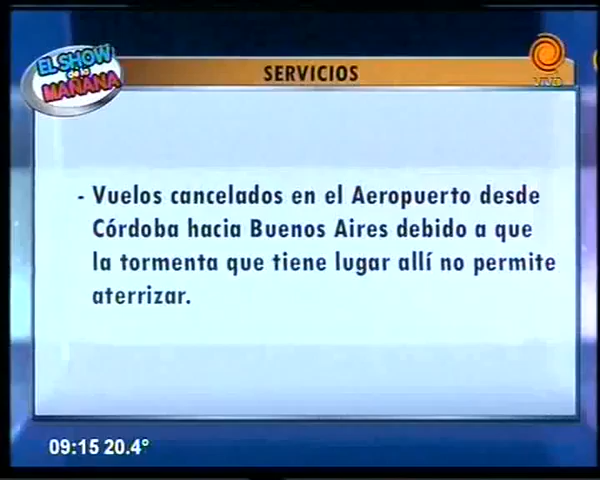 EL SHOW
de la
MAÑANA
SERVICIOS
VIVO
- Vuelos cancelados en el Aeropuerto desde
Córdoba hacia Buenos Aires debido a que
la tormenta que tiene lugar allí no permite
aterrizar.
09:15 20.4°